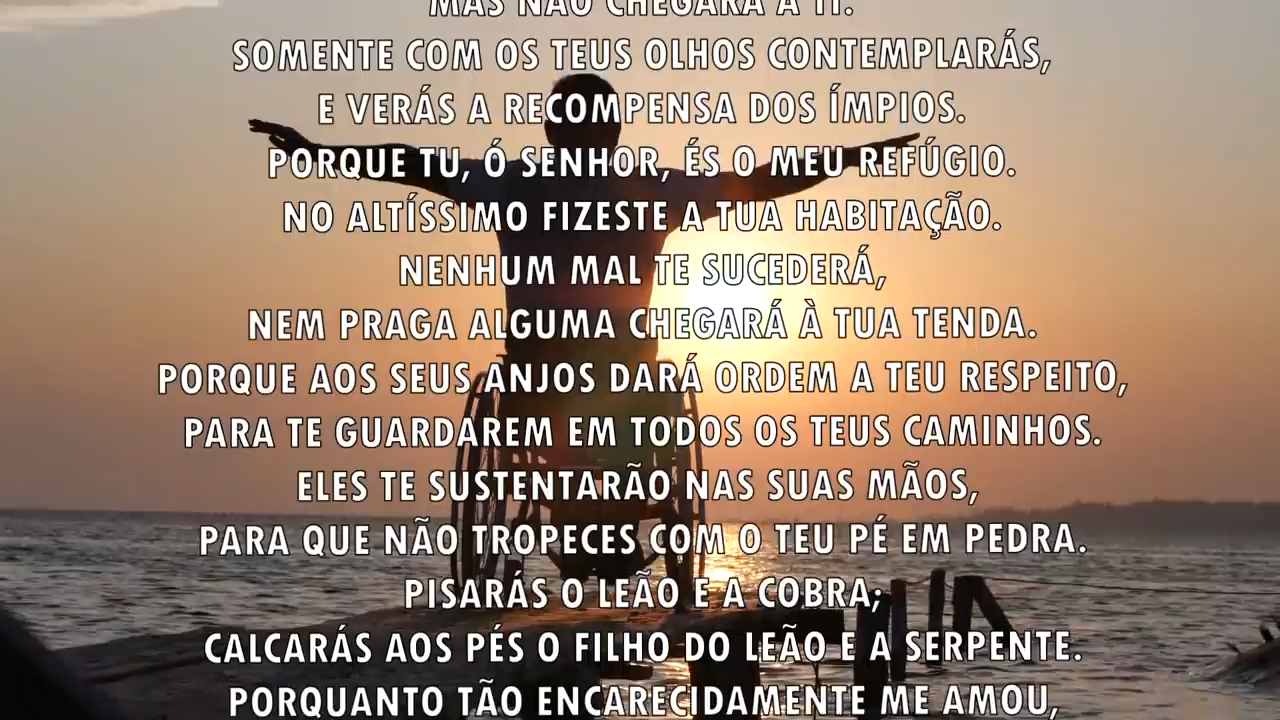 MAS NÃO CHEGARÁ A TI.
SOMENTE COM OS TEUS OLHOS CONTEMPLARÁS,
E VERÁS A RECOMPENSA DOS ÍMPIOS.
PORQUE TU, Ó SENHOR, ÉS O MEU REFÚGIO.
NO ALTÍSSIMO FIZESTE A TUA HABITAÇÃO.
NENHUM MAL TE SUCEDERÁ,
NEM PRAGA ALGUMA CHEGARÁ À TUA TENDA.
PORQUE AOS SEUS ANJOS DARÁ ORDEM A TEU RESPEITO,
PARA TE GUARDAREM EM TODOS OS TEUS CAMINHOS.
ELES TE SUSTENTARÃO NAS SUAS MÃOS,
PARA QUE NÃO TROPECES COM O TEU PÉ EM PEDRA.
PISARÁS O LEÃO E A COBRA;
CALCARÁS AOS PÉS O FILHO DO LEÃO E A SERPENTE.
PORQUANTO TÃO ENCARECIDAMENTE ME AMOU,